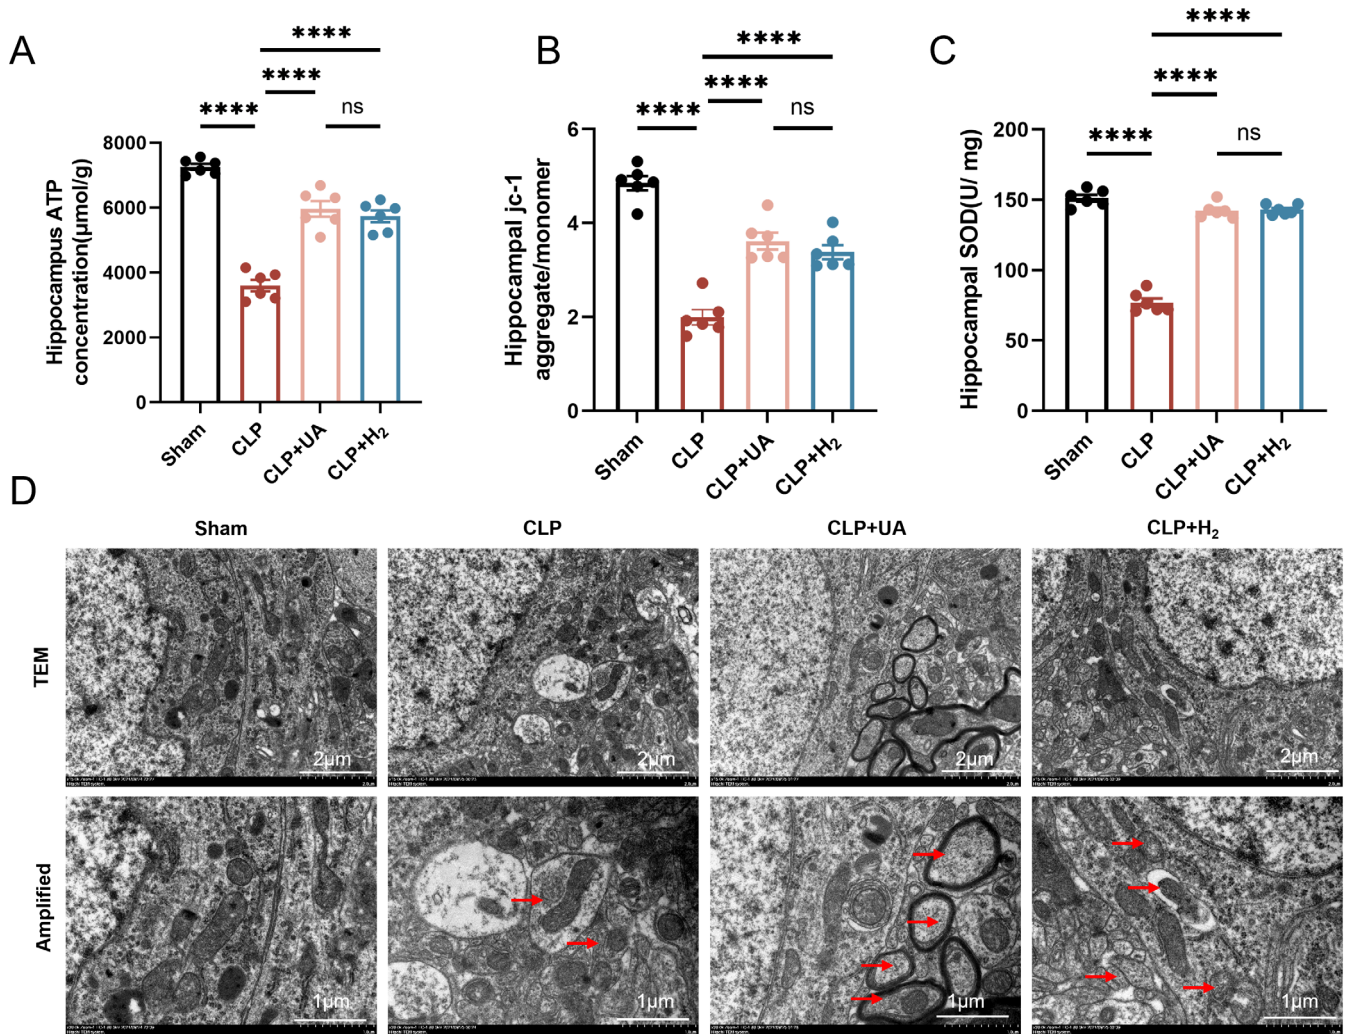 A
****
****
****
ns
Hippocampus ATP
concentration(μmol/g)
8000
6000
4000
2000
0
Sham
CLP
CLP+UA
CLP+H₂
B
****
****
****
ns
Hippocampal jc-1
aggregate/monomer
6
4
2
0
Sham
CLP
CLP+UA
CLP+H₂
C
****
****
****
ns
Hippocampal SOD(U/ mg)
200
150
100
50
0
Sham
CLP
CLP+UA
CLP+H₂
D
Sham
CLP
CLP+UA
CLP+H₂
TEM
2μm
2μm
2μm
2μm
Amplified
1μm
1μm
1μm
1μm